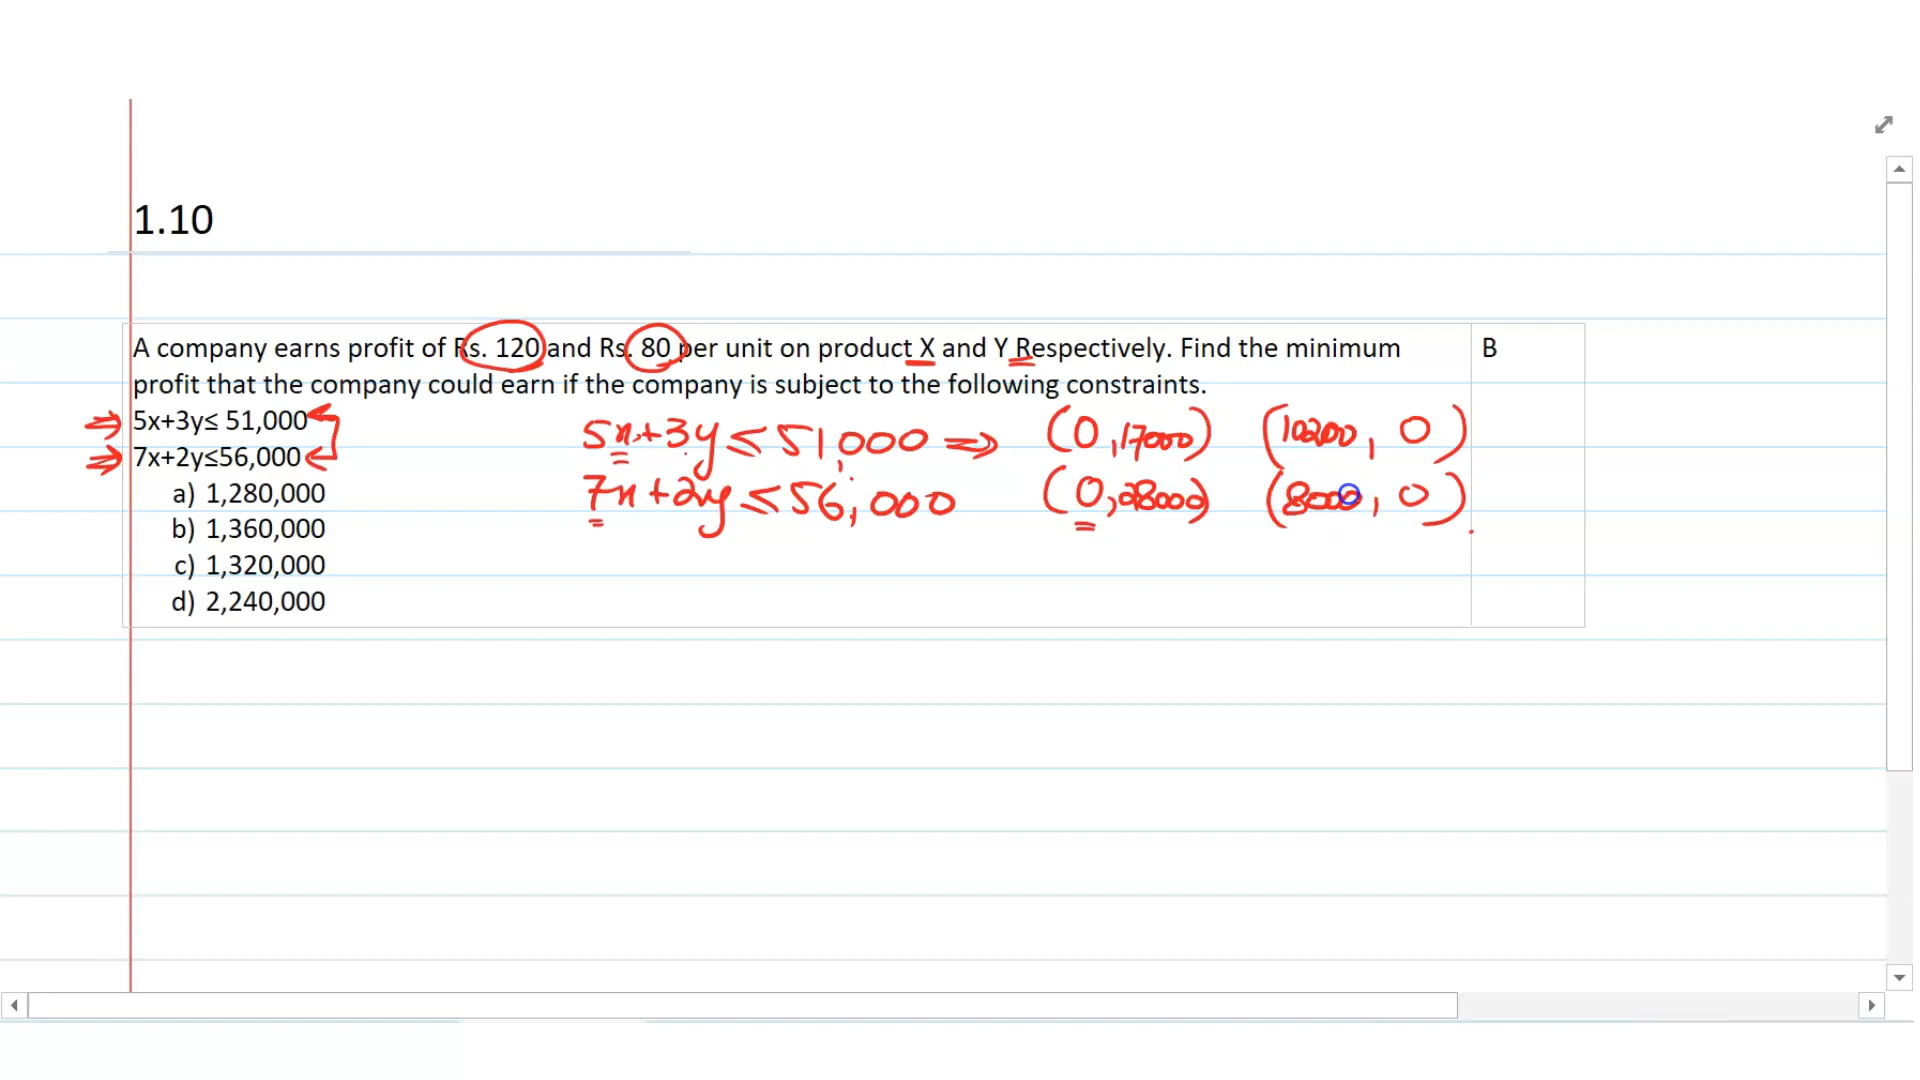 1.10
A company earns profit of Rs. 120 and Rs. 80 per unit on product X and Y Respectively. Find the minimum B
profit that the company could earn if the company is subject to the following constraints.
5x+3y≤ 51,000
7x+2y≤56,000
a) 1,280,000
b) 1,360,000
c) 1,320,000
d) 2,240,000
5x+3y≤51,000 ⇒ (0,17000) (10200, 0)
7x+2y≤56,000 (0,28000) (8000, 0)